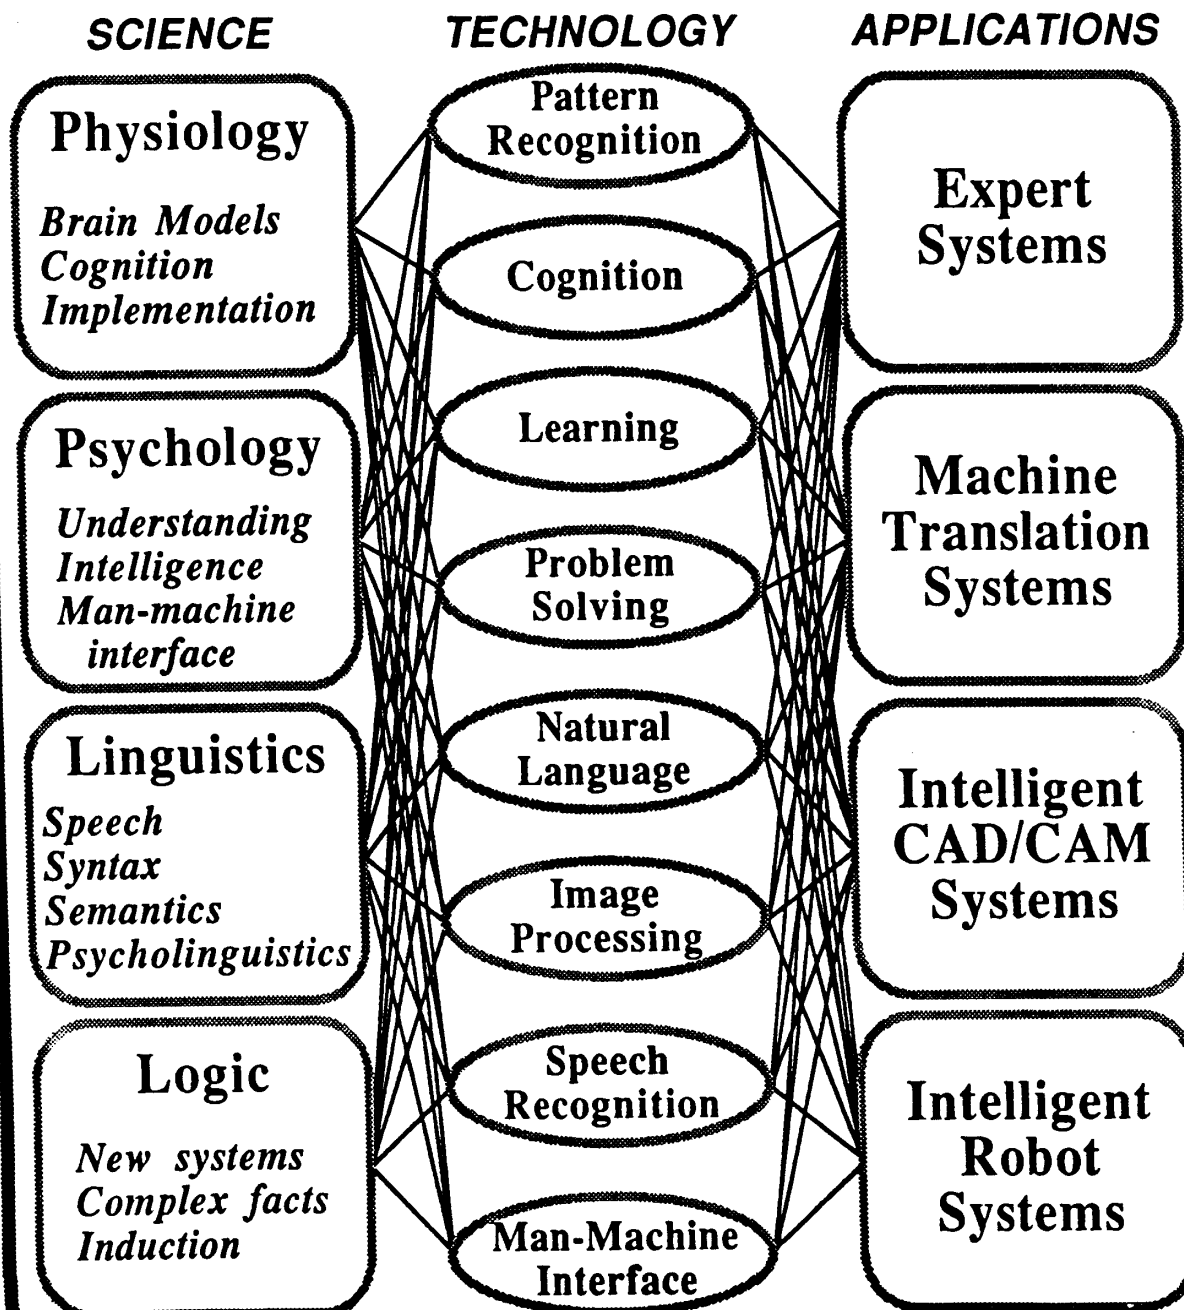 SCIENCE
TECHNOLOGY
APPLICATIONS
Physiology
Brain Models
Cognition
Implementation
Psychology
Understanding
Intelligence
Man-machine
interface
Linguistics
Speech
Syntax
Semantics
Psycholinguistics
Logic
New systems
Complex facts
Induction
Pattern
Recognition
Cognition
Learning
Problem
Solving
Natural
Language
Image
Processing
Speech
Recognition
Man-Machine
Interface
Expert
Systems
Machine
Translation
Systems
Intelligent
CAD/CAM
Systems
Intelligent
Robot
Systems